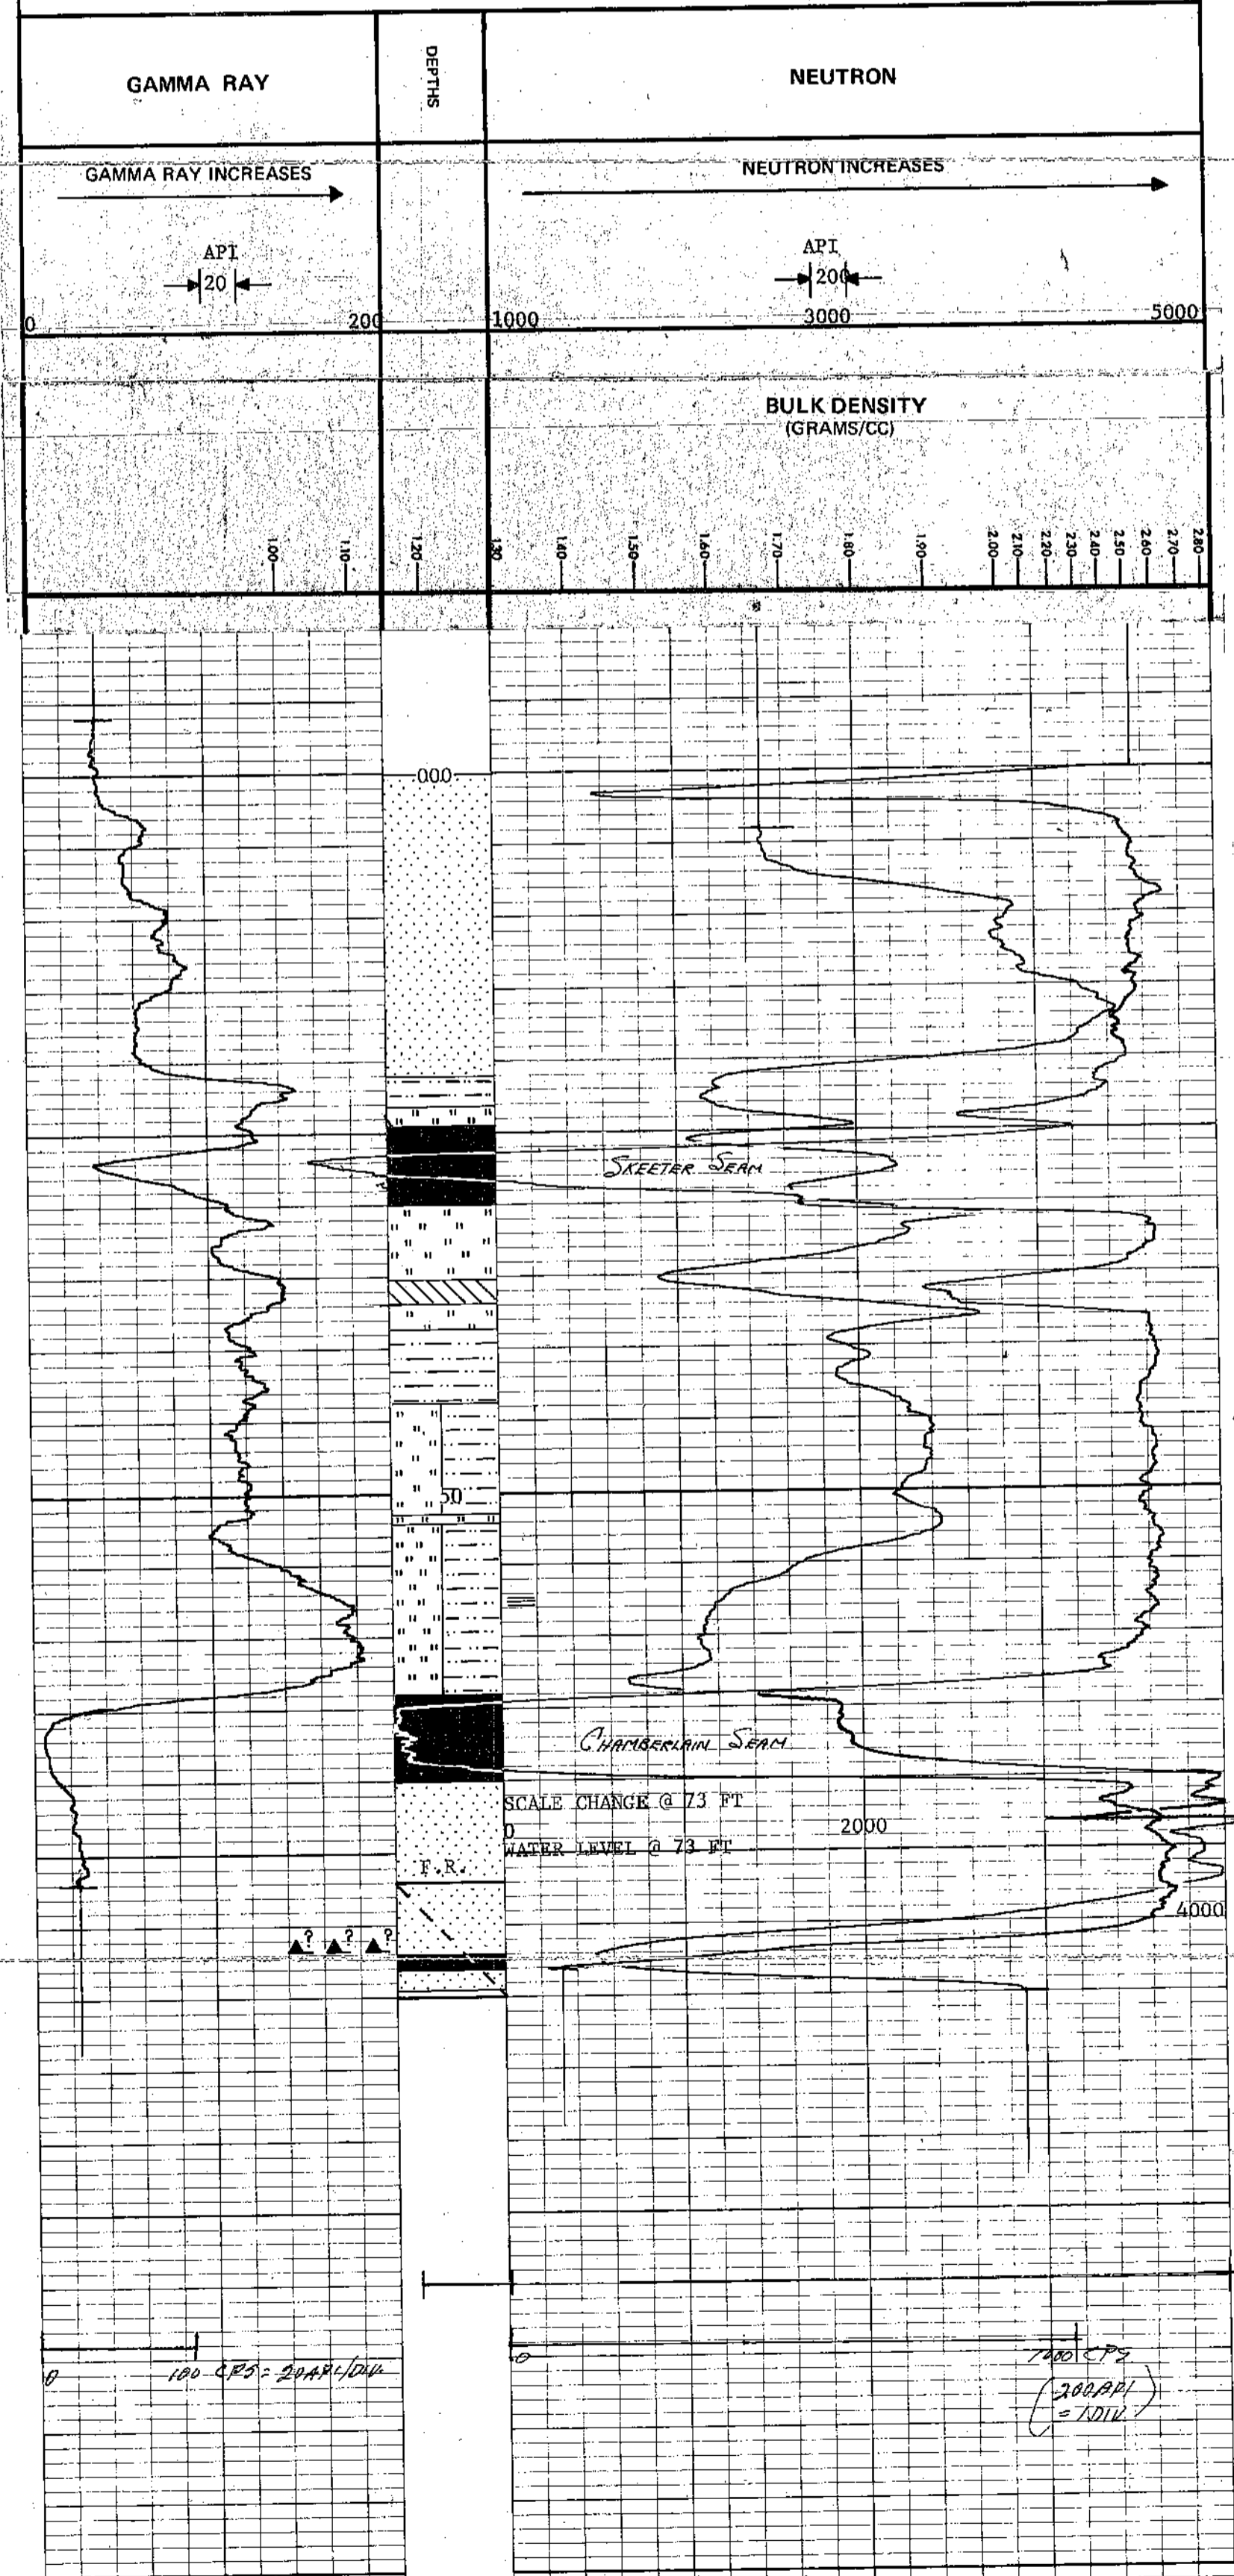 GAMMA RAY
DEPTHS
NEUTRON
GAMMA RAY INCREASES
NEUTRON INCREASES
API
20
API
200
0
200
1000
3000
5000
BULK DENSITY
(GRAMS/CC)
1.00
1.10
1.20
1.30
1.40
1.50
1.60
1.70
1.80
1.90
2.00
2.10
2.20
2.30
2.40
2.50
2.60
2.70
2.80
000
SKEETER SEAM
50
CHAMBERLAIN SEAM
SCALE CHANGE @ 73 FT
0
2000
WATER LEVEL @ 73 FT
F.R.
4000
? ? ?
0
100 CPS = 20 API/DIV.
0
CPS
(200 API
= 1 DIV.)